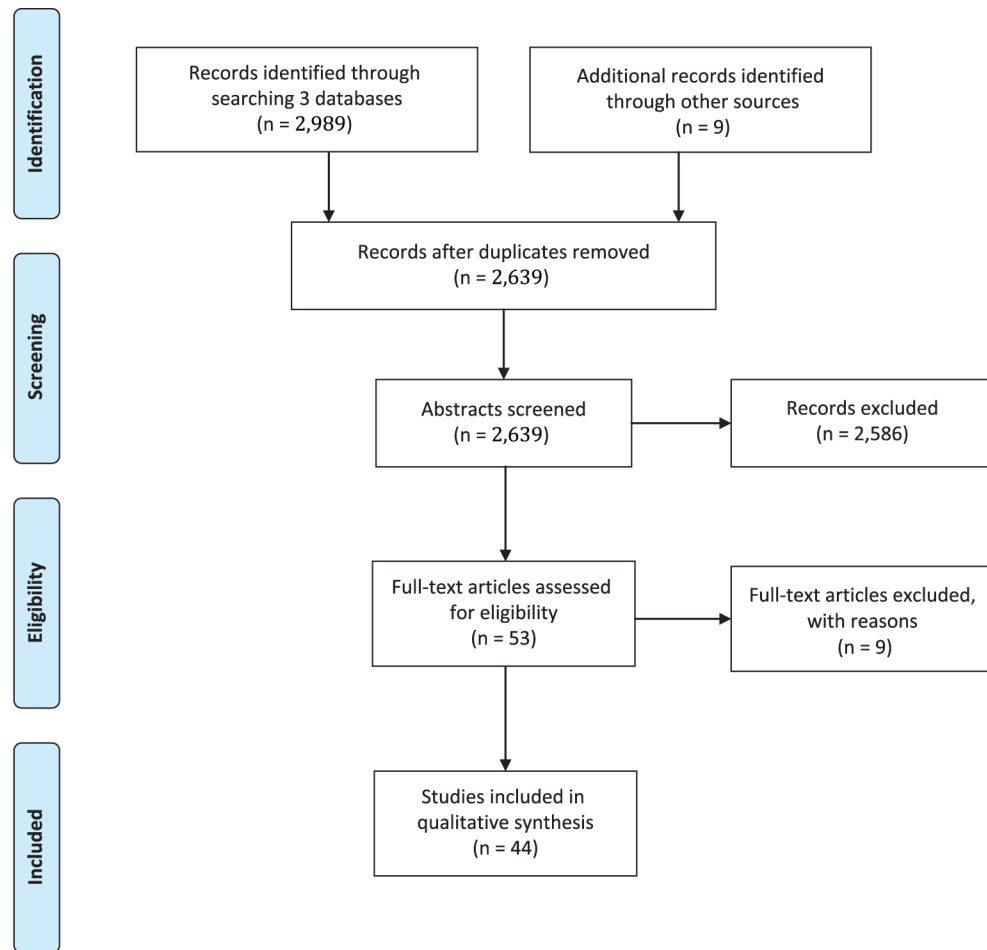 Identification
Records identified through
searching 3 databases
(n = 2,989)
Additional records identified
through other sources
(n = 9)
Records after duplicates removed
(n = 2,639)
Screening
Abstracts screened
(n = 2,639)
Records excluded
(n = 2,586)
Eligibility
Full-text articles assessed
for eligibility
(n = 53)
Full-text articles excluded,
with reasons
(n = 9)
Included
Studies included in
qualitative synthesis
(n = 44)